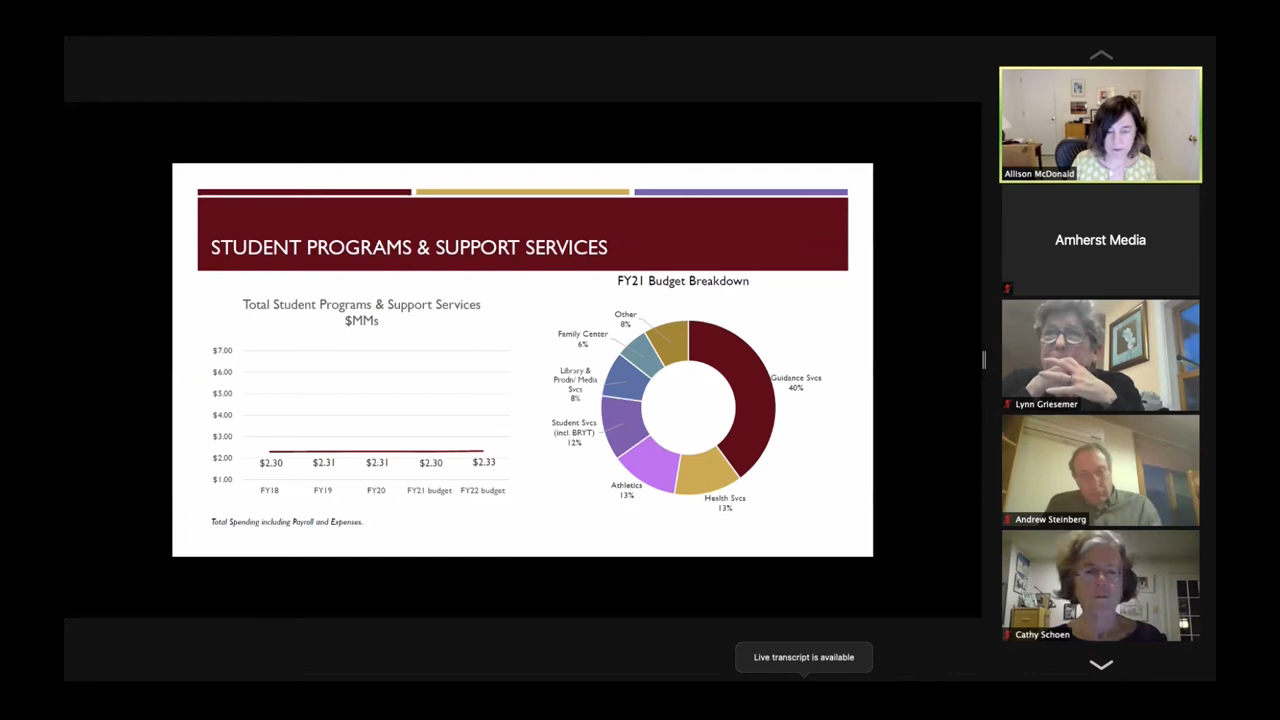 STUDENT PROGRAMS & SUPPORT SERVICES
Total Student Programs & Support Services
$MMs
$7.00
$6.00
$5.00
$4.00
$3.00
$2.00
$1.00
$2.30
$2.31
$2.31
$2.30
$2.33
FY18
FY19
FY20
FY21 budget
FY22 budget
Total Spending including Payroll and Expenses.
FY21 Budget Breakdown
Other
8%
Family Center
6%
Library &
Prodn/ Media
Svcs
8%
Student Svcs
(incl. BRYT)
12%
Athletics
13%
Health Svcs
13%
Guidance Svcs
40%
Allison McDonald
Amherst Media
Lynn Griesemer
Andrew Steinberg
Cathy Schoen
Live transcript is available